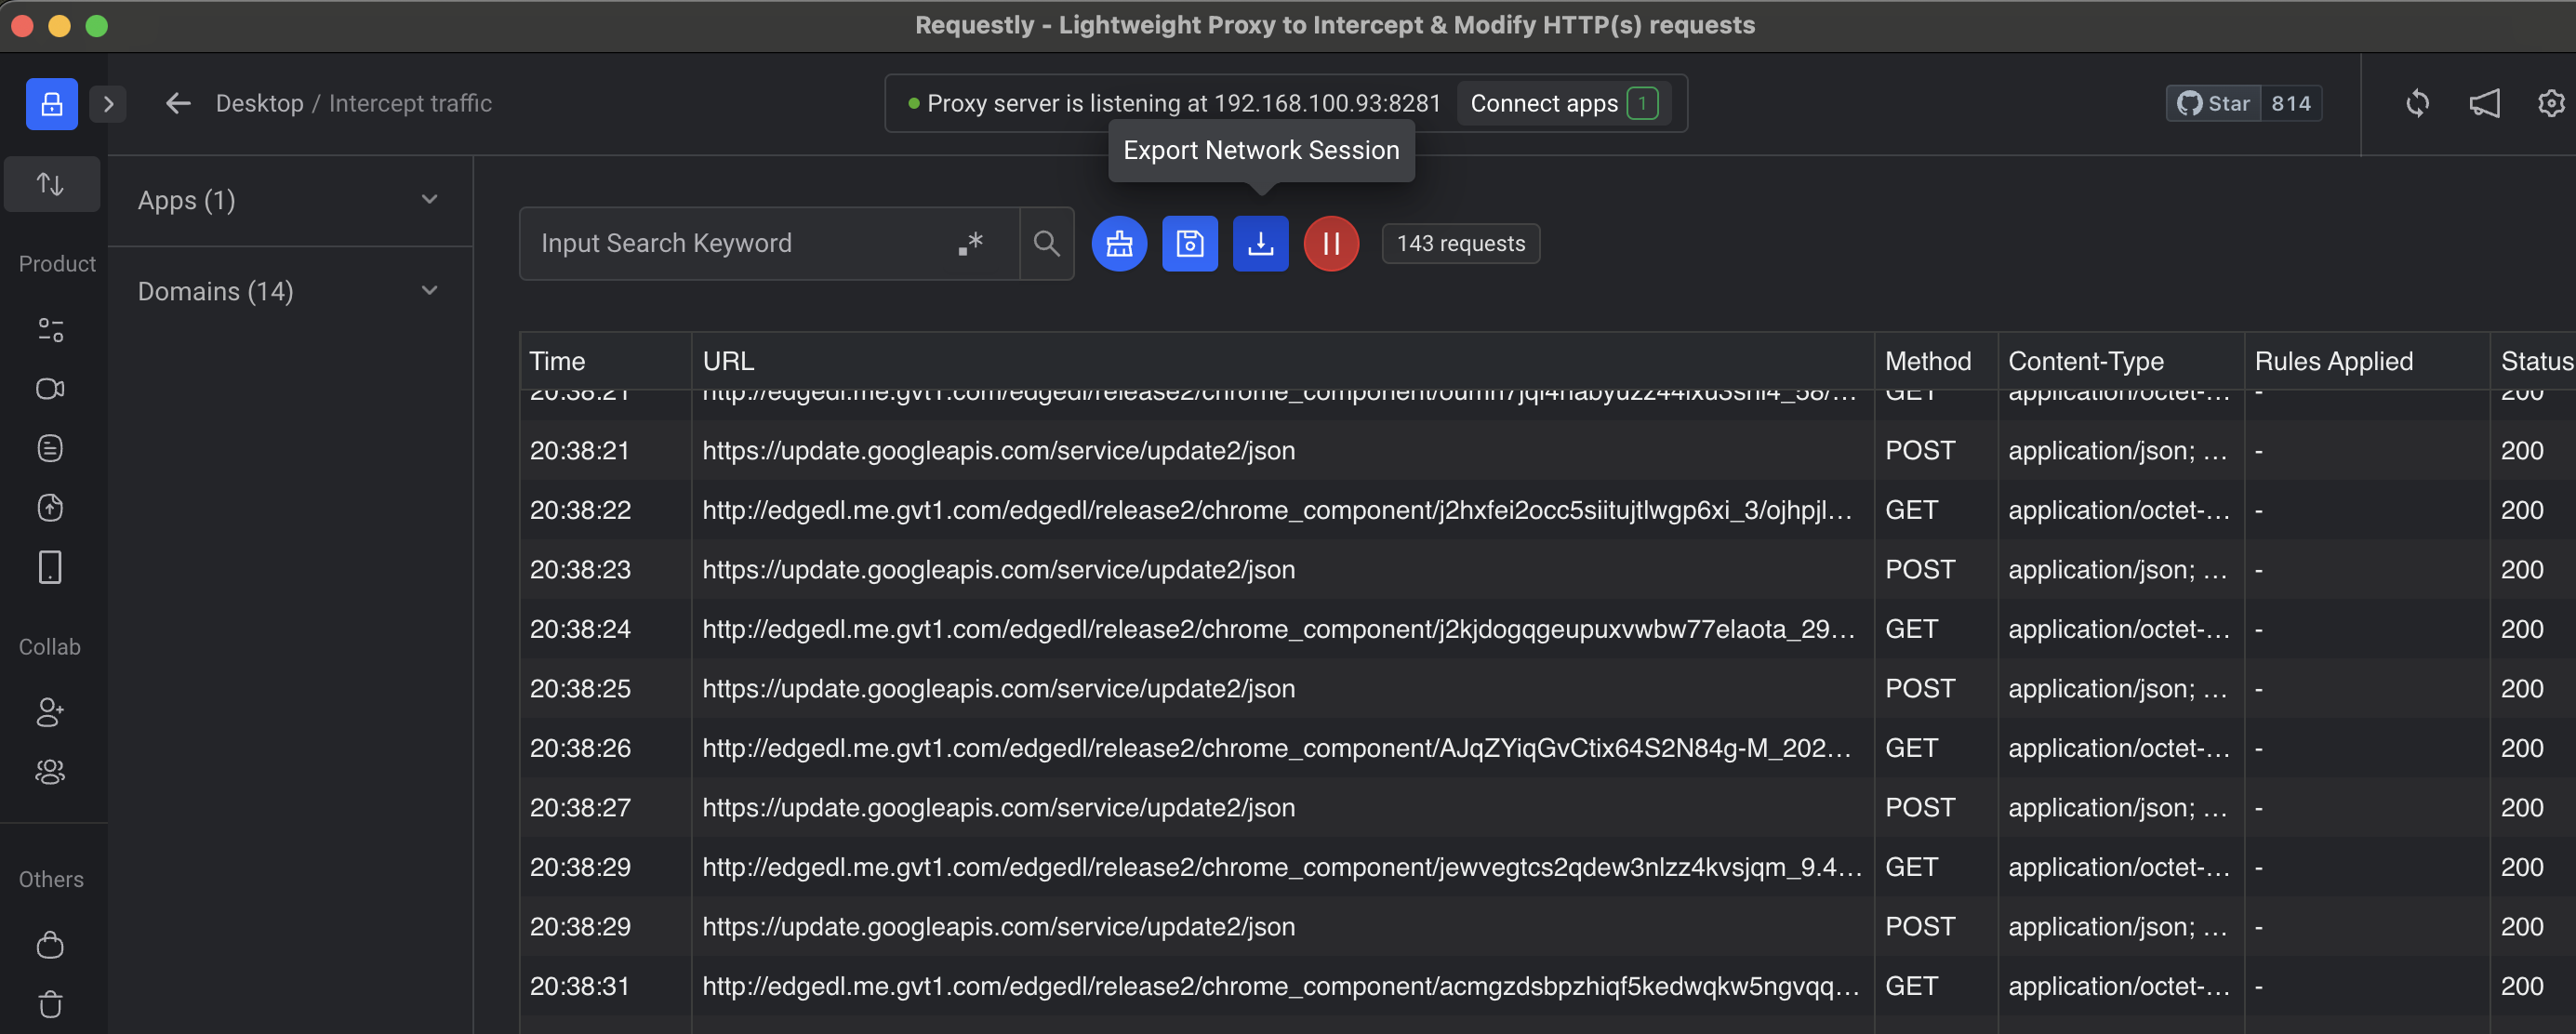 Requestly - Lightweight Proxy to Intercept & Modify HTTP(s) requests
Desktop / Intercept traffic
Proxy server is listening at 192.168.100.93:8281 Connect apps 1
Star 814
Export Network Session
Apps (1)
Product
Input Search Keyword .*
143 requests
Domains (14)
Time URL Method Content-Type Rules Applied Status
20:38:21 GET application/octet-… - 200
20:38:21 https://update.googleapis.com/service/update2/json POST application/json; … - 200
20:38:22 http://edgedl.me.gvt1.com/edgedl/release2/chrome_component/j2hxfei2occ5siitujtlwgp6xi_3/ojhpjl… GET application/octet-… - 200
20:38:23 https://update.googleapis.com/service/update2/json POST application/json; … - 200
20:38:24 http://edgedl.me.gvt1.com/edgedl/release2/chrome_component/j2kjdogqgeupuxvwbw77elaota_29… GET application/octet-… - 200
Collab
20:38:25 https://update.googleapis.com/service/update2/json POST application/json; … - 200
20:38:26 http://edgedl.me.gvt1.com/edgedl/release2/chrome_component/AJqZYiqGvCtix64S2N84g-M_202… GET application/octet-… - 200
20:38:27 https://update.googleapis.com/service/update2/json POST application/json; … - 200
20:38:29 http://edgedl.me.gvt1.com/edgedl/release2/chrome_component/jewvegtcs2qdew3nlzz4kvsjqm_9.4… GET application/octet-… - 200
Others
20:38:29 https://update.googleapis.com/service/update2/json POST application/json; … - 200
20:38:31 http://edgedl.me.gvt1.com/edgedl/release2/chrome_component/acmgzdsbpzhiqf5kedwqkw5ngvqq… GET application/octet-… - 200